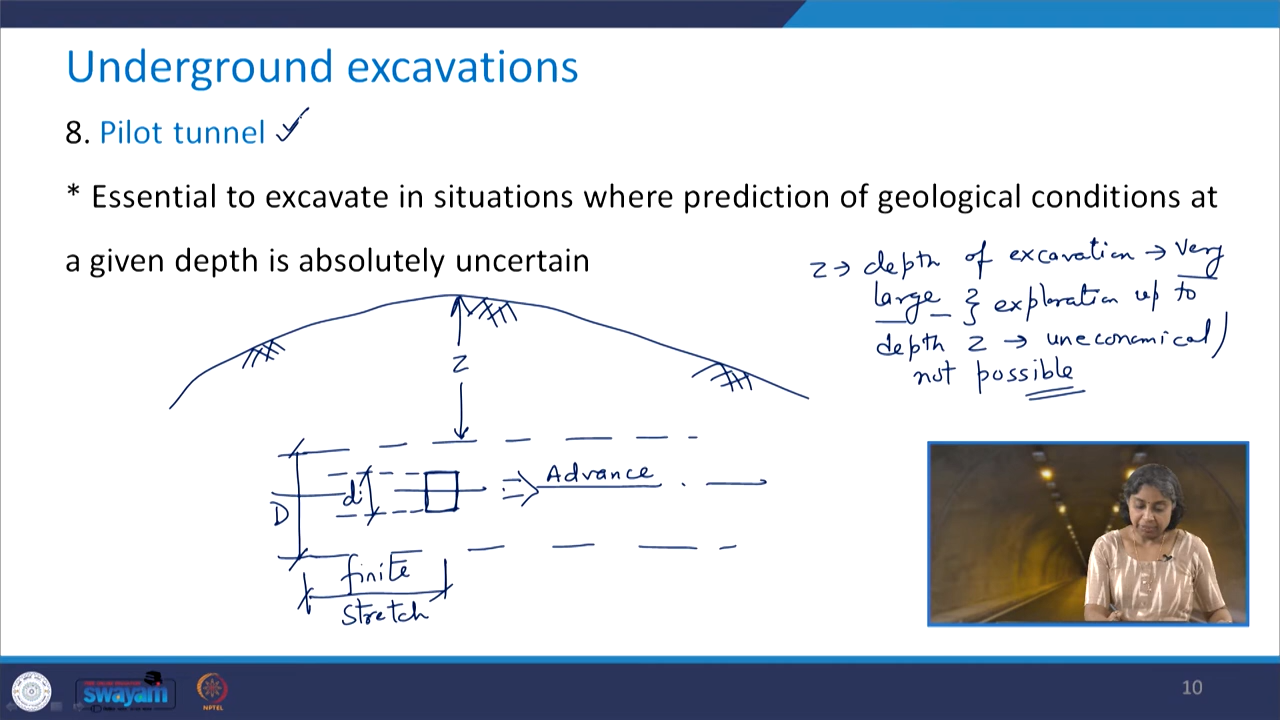 Underground excavations
8. Pilot tunnel
* Essential to excavate in situations where prediction of geological conditions at
a given depth is absolutely uncertain
z → depth of excavation → very
large } exploration up to
depth z → uneconomical/
not possible
z
Advance
d
D
finite
stretch
swayam
NPTEL
10